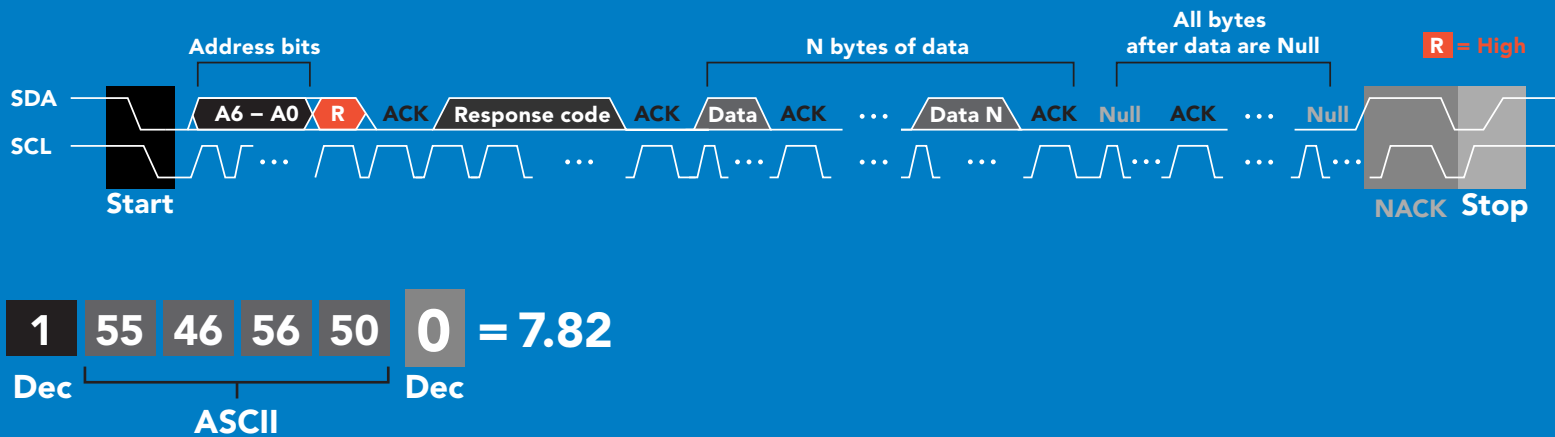 Address bits
N bytes of data
All bytes
after data are Null
R = High
SDA
A6 – A0 R ACK Response code ACK Data ACK ... Data N ACK Null ACK ... Null
SCL
... ... ... ... ... ... ... ... ...
Start
NACK Stop
1 55 46 56 50 0 = 7.82
Dec
Dec
ASCII